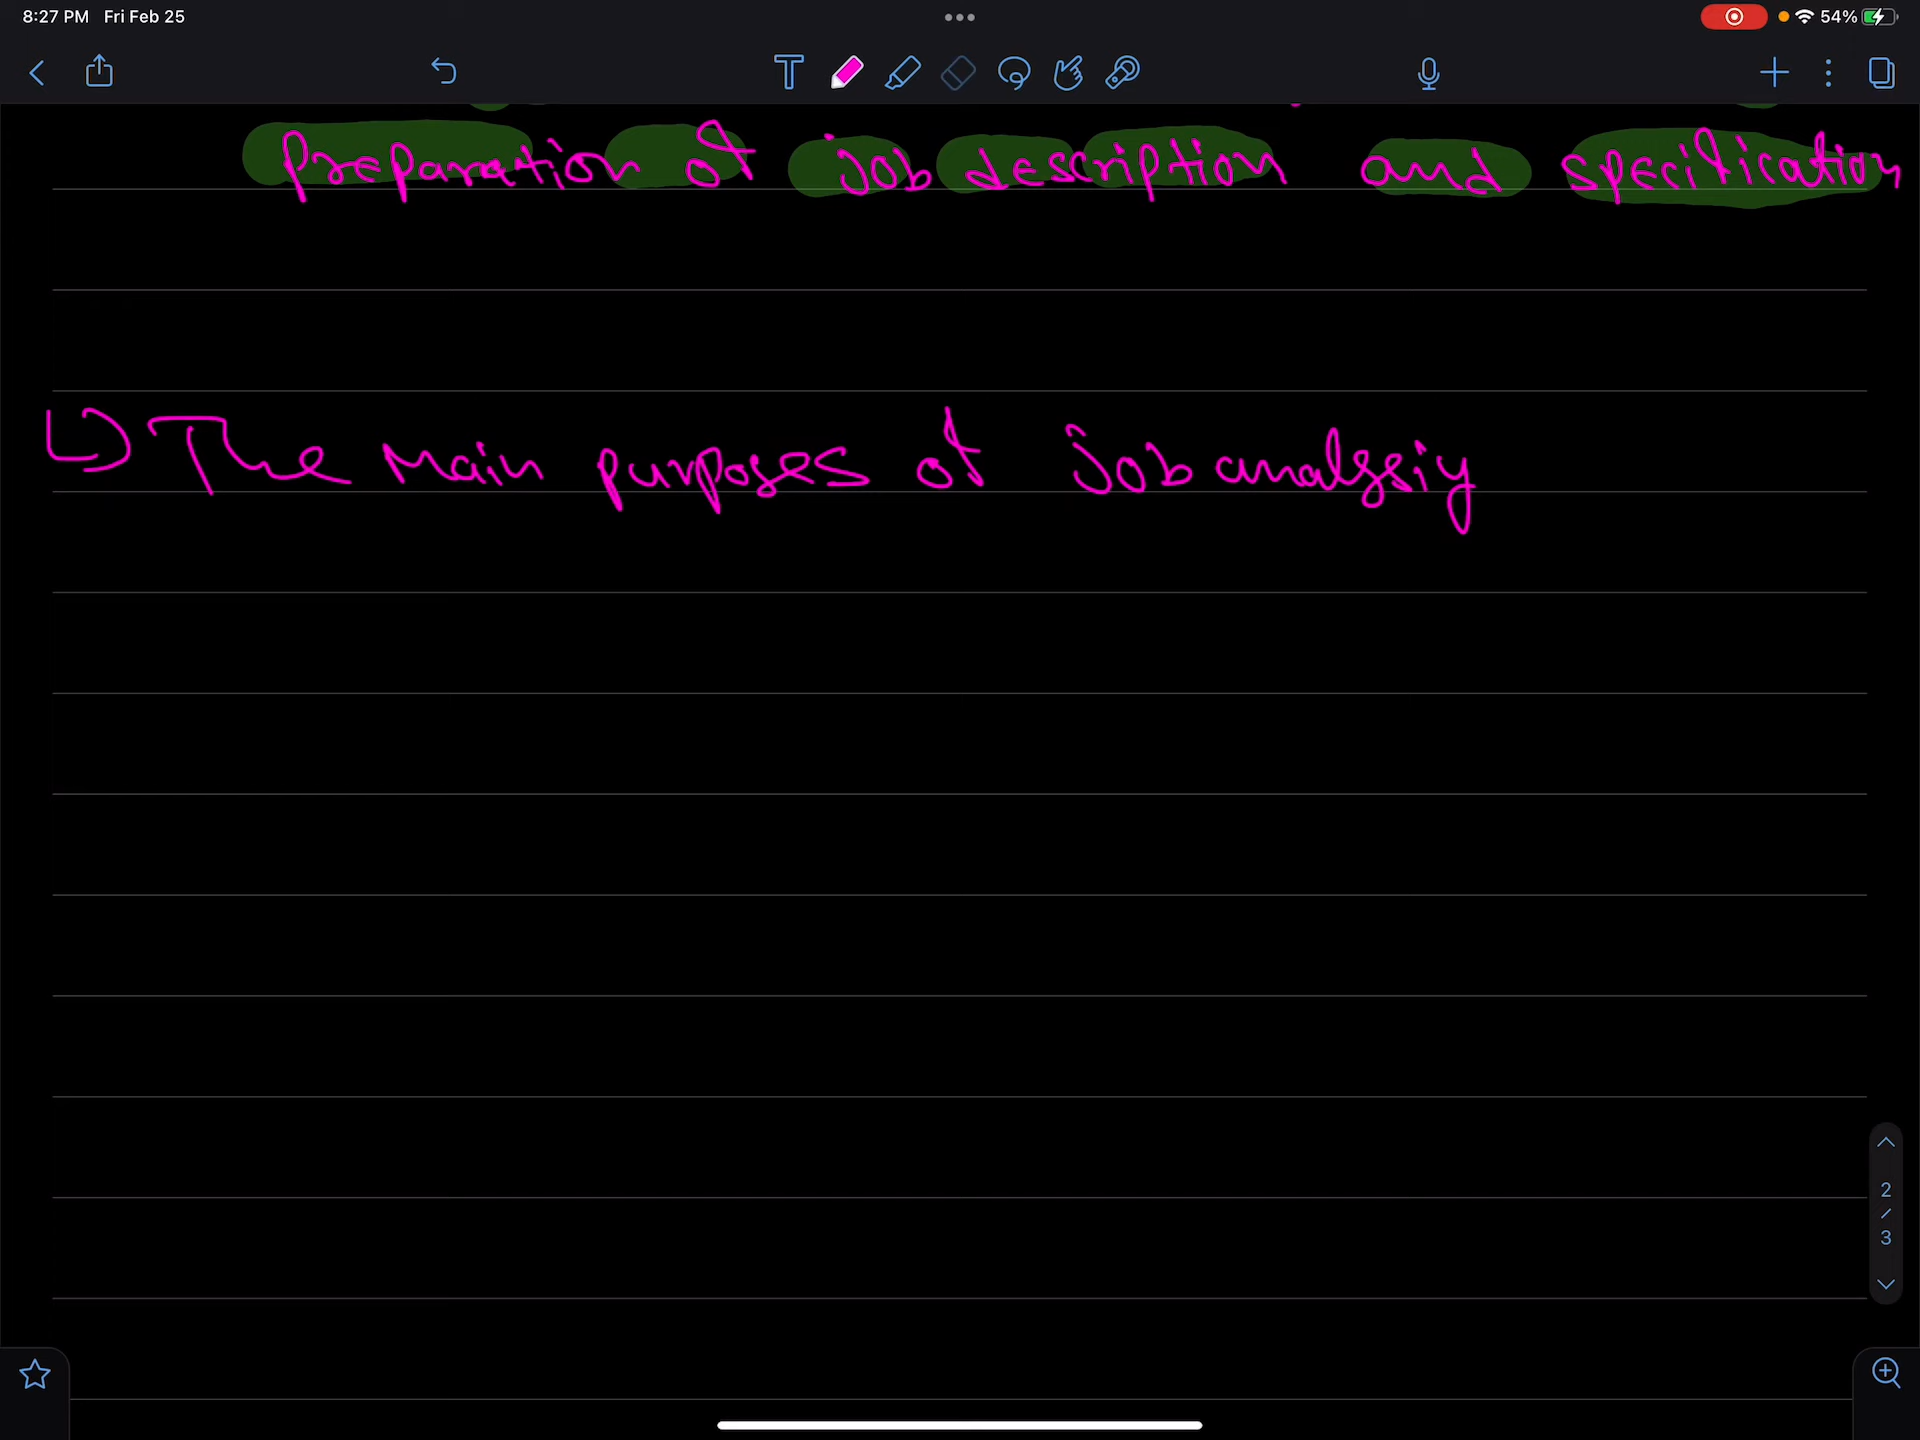 8:27 PM Fri Feb 25
54%
Preparation of job description and specification
The main purposes of job analysis
2
/
3